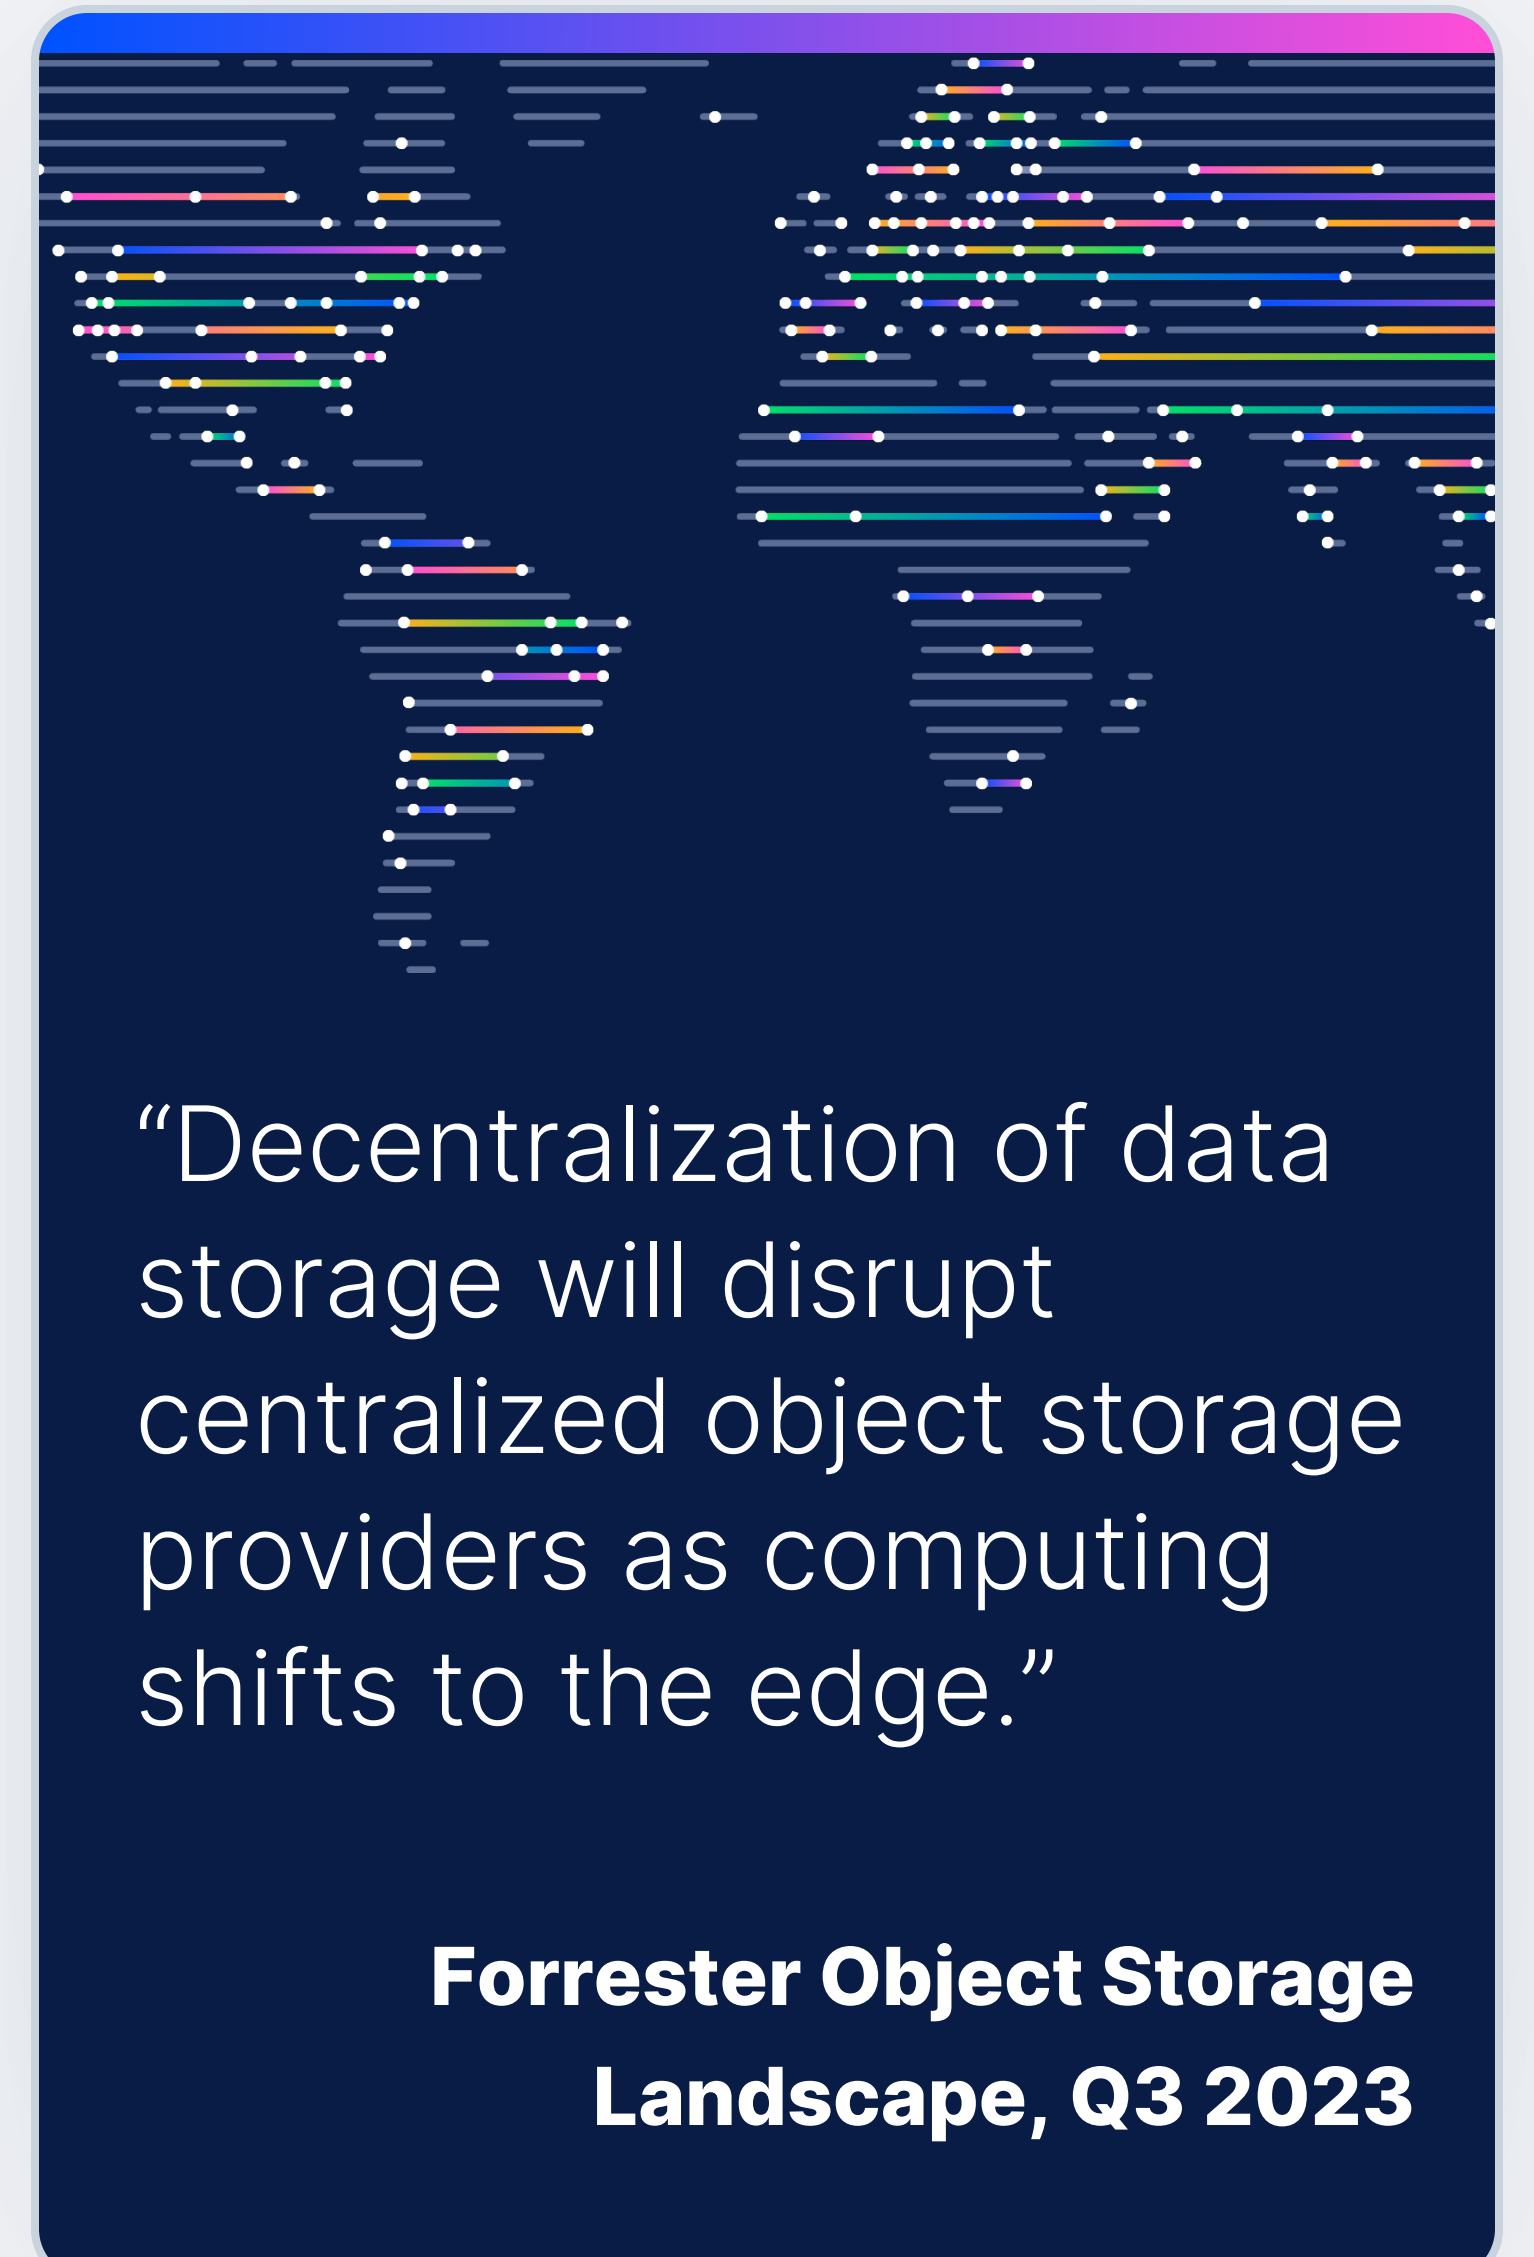 “Decentralization of data
storage will disrupt
centralized object storage
providers as computing
shifts to the edge.”
Forrester Object Storage
Landscape, Q3 2023